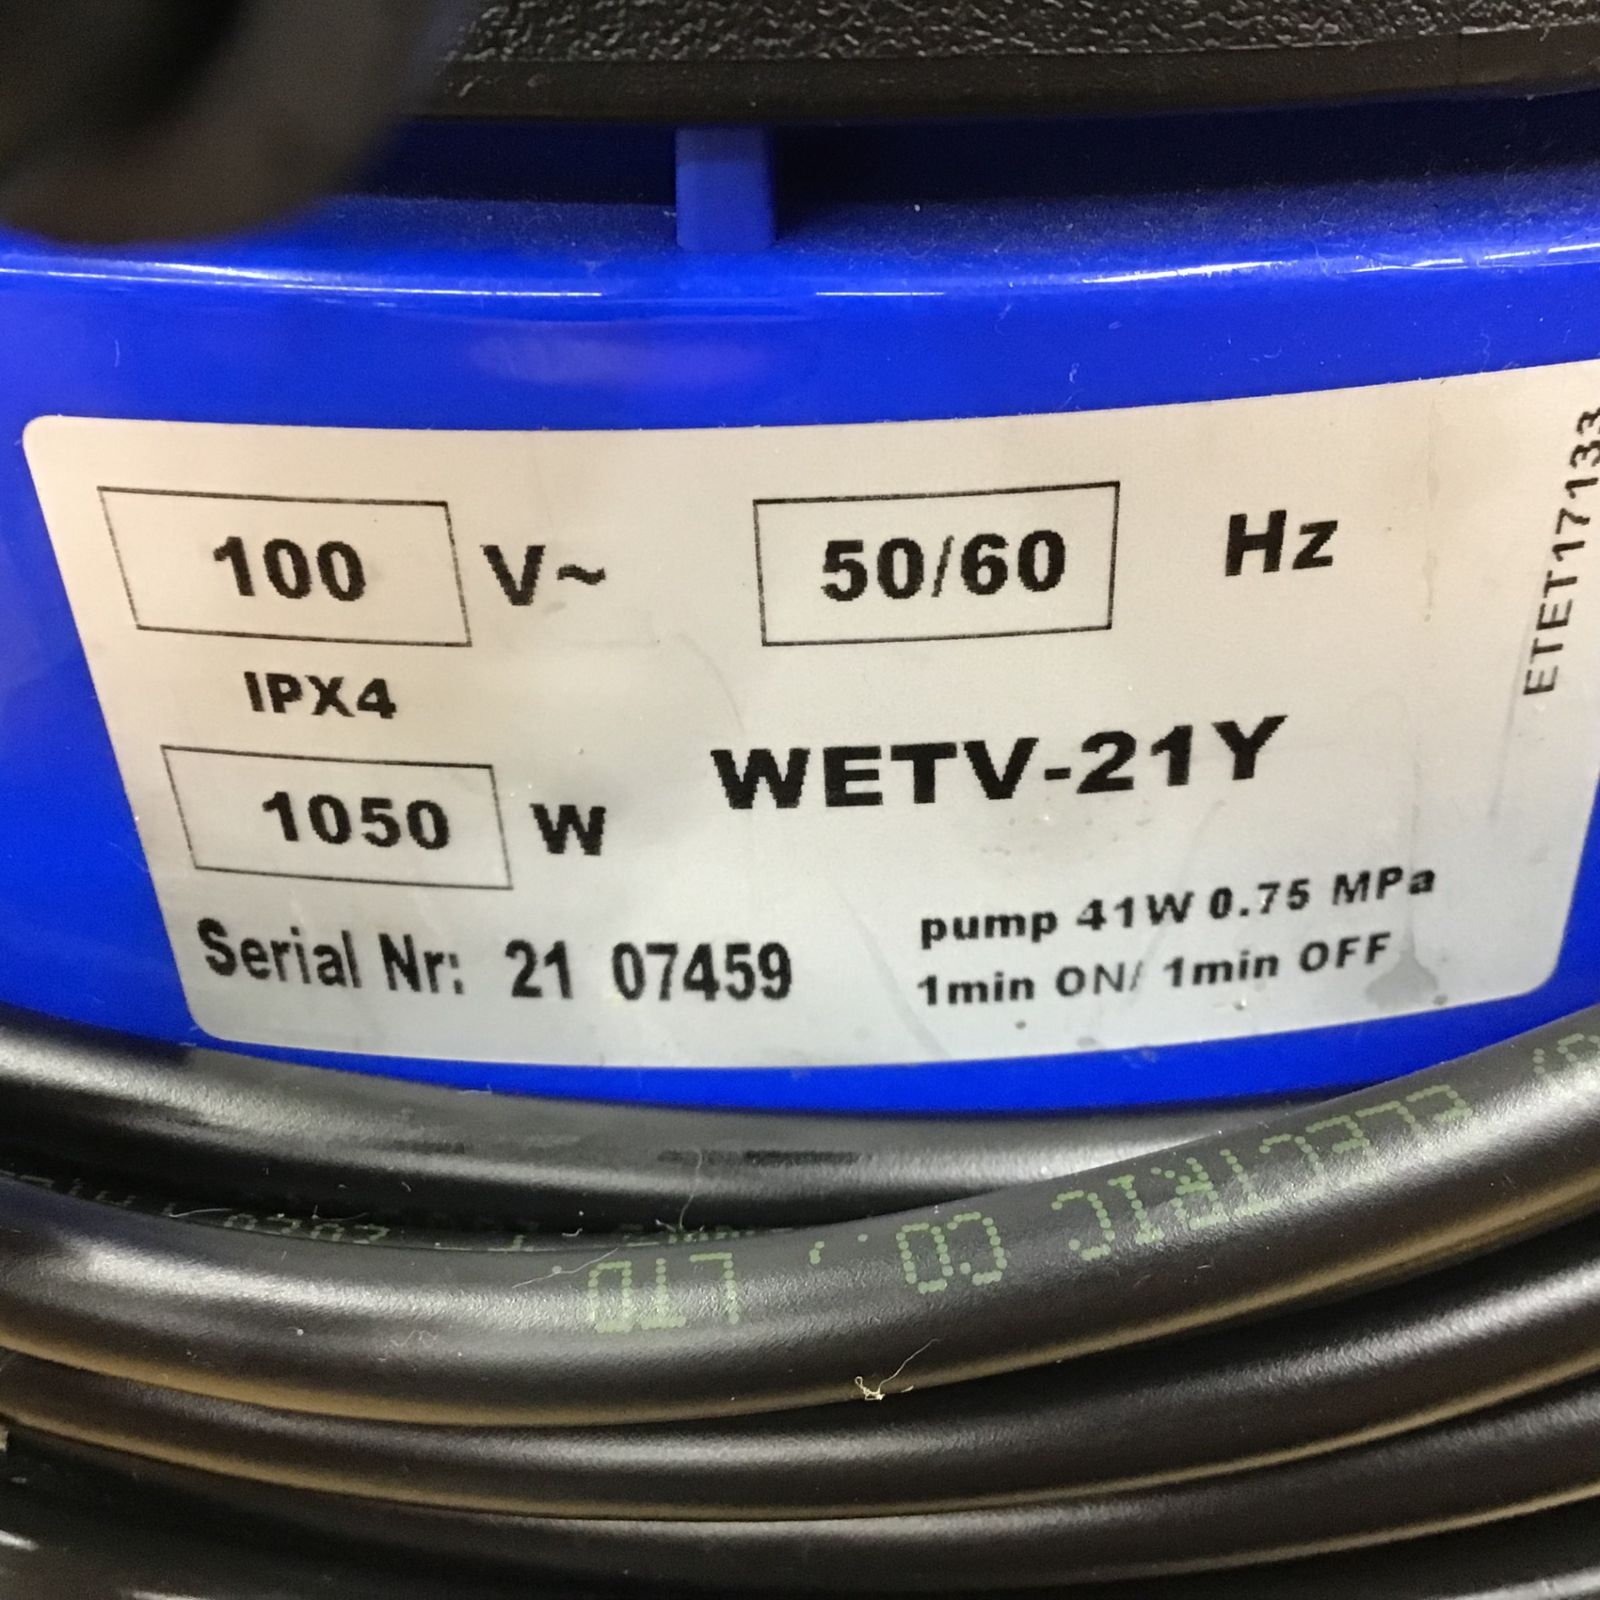 100 V~ 50/60 Hz
IPX4
1050 W WETV-21Y
Serial Nr: 21 07459
pump 41W 0.75 MPa
1min ON/ 1min OFF
ETET17133
ELECTRIC CO., LTD